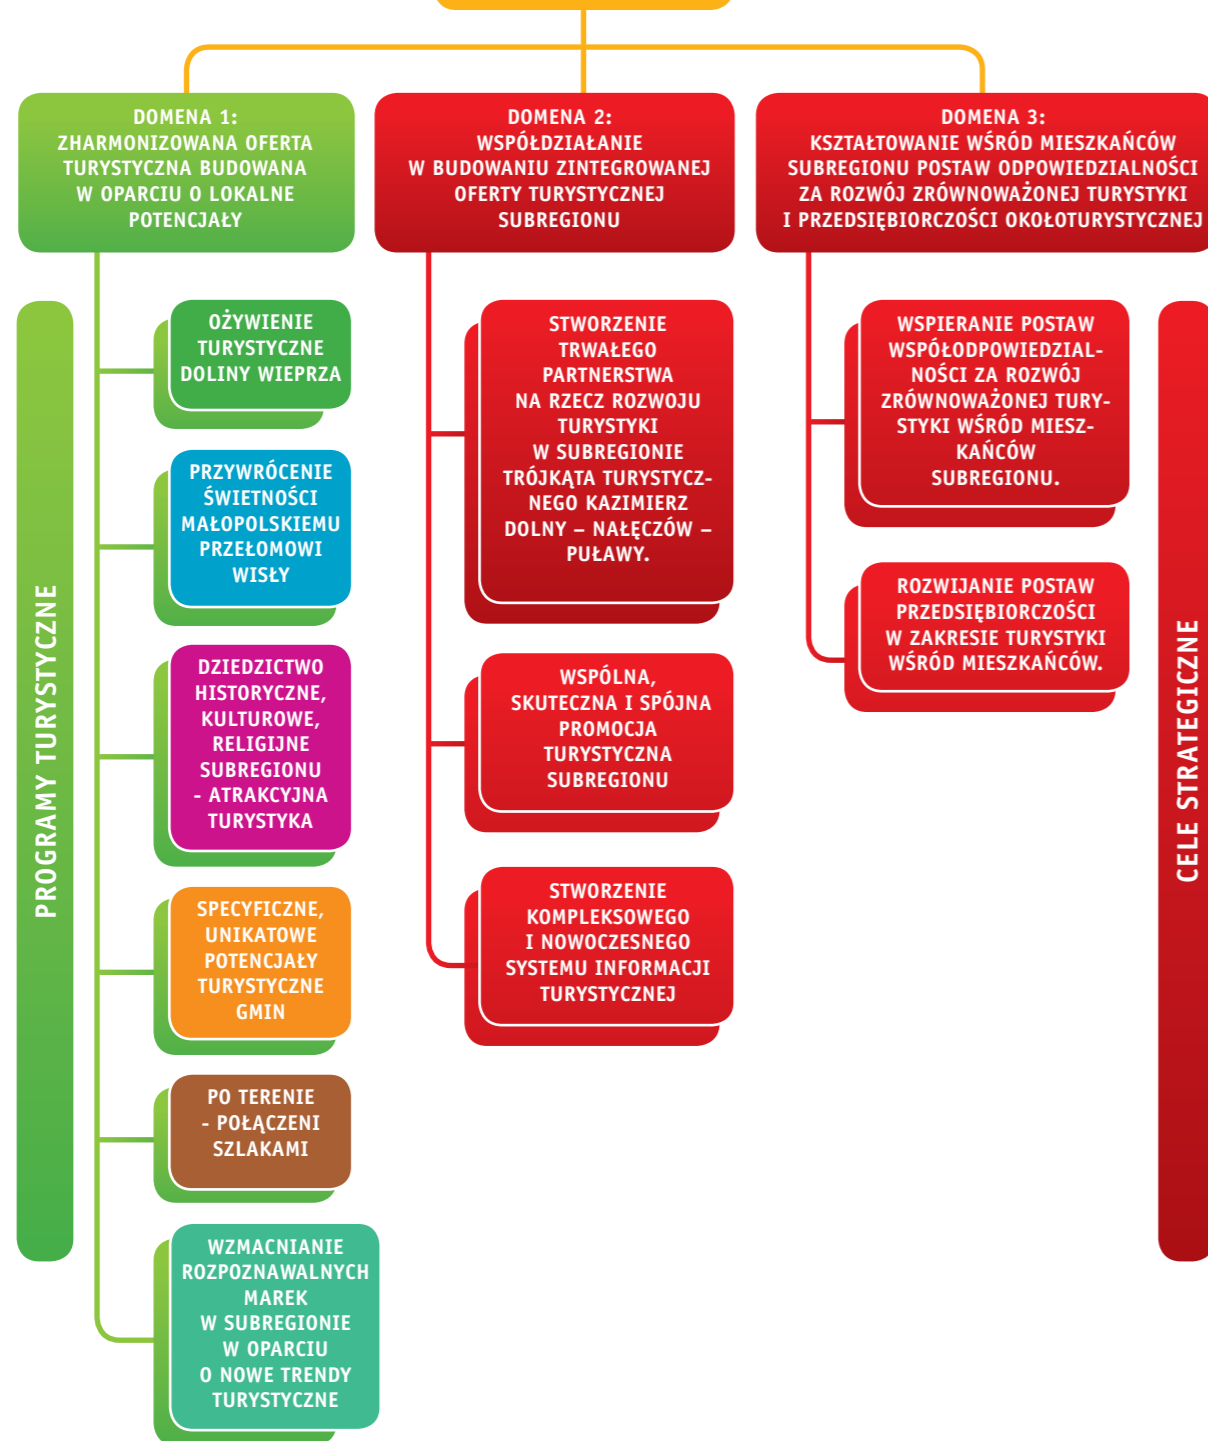 DOMENA 1:
ZHARMONIZOWANA OFERTA
TURYSTYCZNA BUDOWANA
W OPARCIU O LOKALNE
POTENCJAŁY
DOMENA 2:
WSPÓŁDZIAŁANIE
W BUDOWANIU ZINTEGROWANEJ
OFERTY TURYSTYCZNEJ
SUBREGIONU
DOMENA 3:
KSZTAŁTOWANIE WŚRÓD MIESZKAŃCÓW
SUBREGIONU POSTAW ODPOWIEDZIALNOŚCI
ZA ROZWÓJ ZRÓWNOWAŻONEJ TURYSTYKI
I PRZEDSIĘBIORCZOŚCI OKOŁOTURYSTYCZNEJ
PROGRAMY TURYSTYCZNE
OŻYWIENIE
TURYSTYCZNE
DOLINY WIEPRZA
PRZYWRÓCENIE
ŚWIETNOŚCI
MAŁOPOLSKIEMU
PRZEŁOMOWI
WISŁY
DZIEDZICTWO
HISTORYCZNE,
KULTUROWE,
RELIGIJNE
SUBREGIONU
- ATRAKCYJNA
TURYSTYKA
SPECYFICZNE,
UNIKATOWE
POTENCJAŁY
TURYSTYCZNE
GMIN
PO TERENIE
- POŁĄCZENI
SZLAKAMI
WZMACNIANIE
ROZPOZNAWALNYCH
MAREK
W SUBREGIONIE
W OPARCIU
O NOWE TRENDY
TURYSTYCZNE
STWORZENIE
TRWAŁEGO
PARTNERSTWA
NA RZECZ ROZWOJU
TURYSTYKI
W SUBREGIONIE
TRÓJKĄTA TURYSTYCZ-
NEGO KAZIMIERZ
DOLNY – NAŁĘCZÓW –
PUŁAWY.
WSPÓLNA,
SKUTECZNA I SPÓJNA
PROMOCJA
TURYSTYCZNA
SUBREGIONU
STWORZENIE
KOMPLEKSOWEGO
I NOWOCZESNEGO
SYSTEMU INFORMACJI
TURYSTYCZNEJ
WSPIERANIE POSTAW
WSPÓŁODPOWIEDZIAL-
NOŚCI ZA ROZWÓJ
ZRÓWNOWAŻONEJ TURY-
STYKI WŚRÓD MIESZ-
KAŃCÓW
SUBREGIONU.
ROZWIJANIE POSTAW
PRZEDSIĘBIORCZOŚCI
W ZAKRESIE TURYSTYKI
WŚRÓD MIESZKAŃCÓW.
CELE STRATEGICZNE